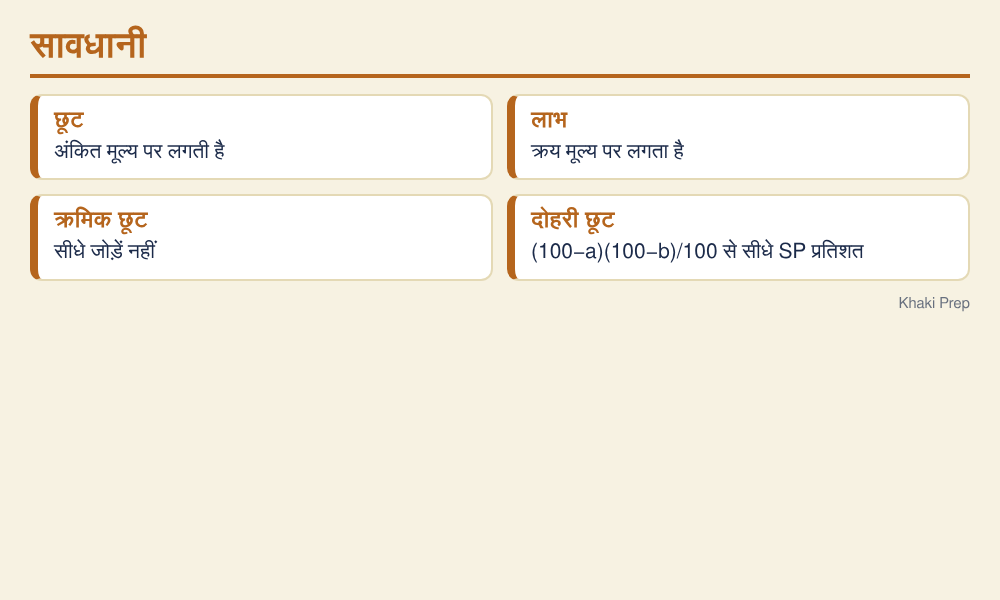 सावधानी
छूट
अंकित मूल्य पर लगती है
लाभ
क्रय मूल्य पर लगता है
क्रमिक छूट
सीधे जोड़ें नहीं
दोहरी छूट
(100−a)(100−b)/100 से सीधे SP प्रतिशत
Khaki Prep